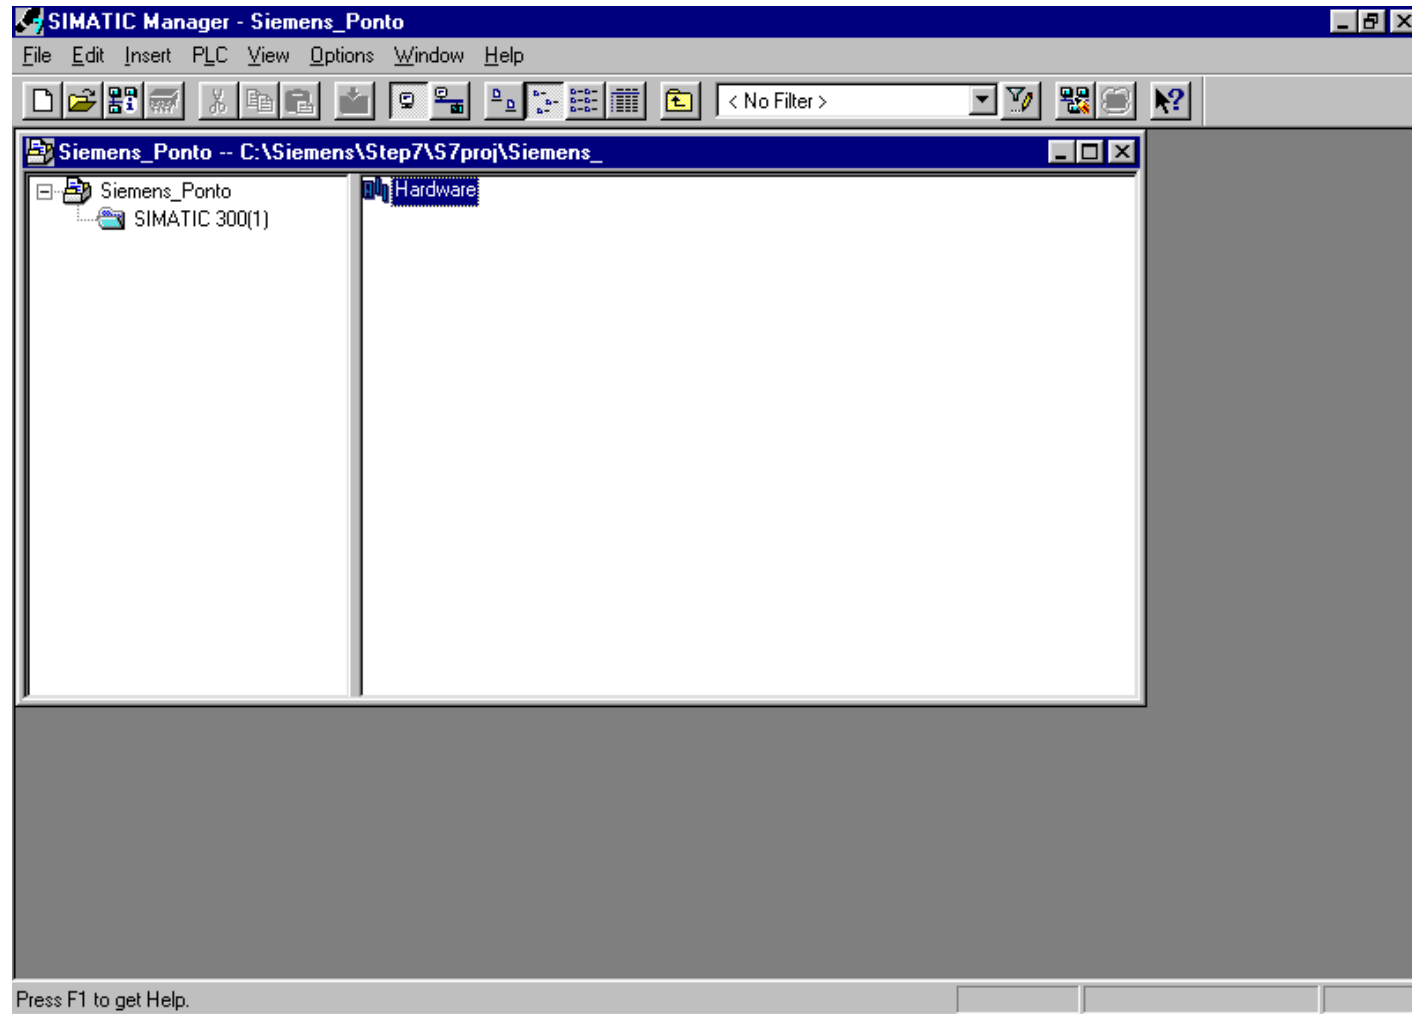 SIMATIC Manager - Siemens_Ponto
File Edit Insert PLC View Options Window Help
< No Filter >
Siemens_Ponto -- C:\Siemens\Step7\S7proj\Siemens_
Siemens_Ponto
Hardware
SIMATIC 300(1)
Press F1 to get Help.